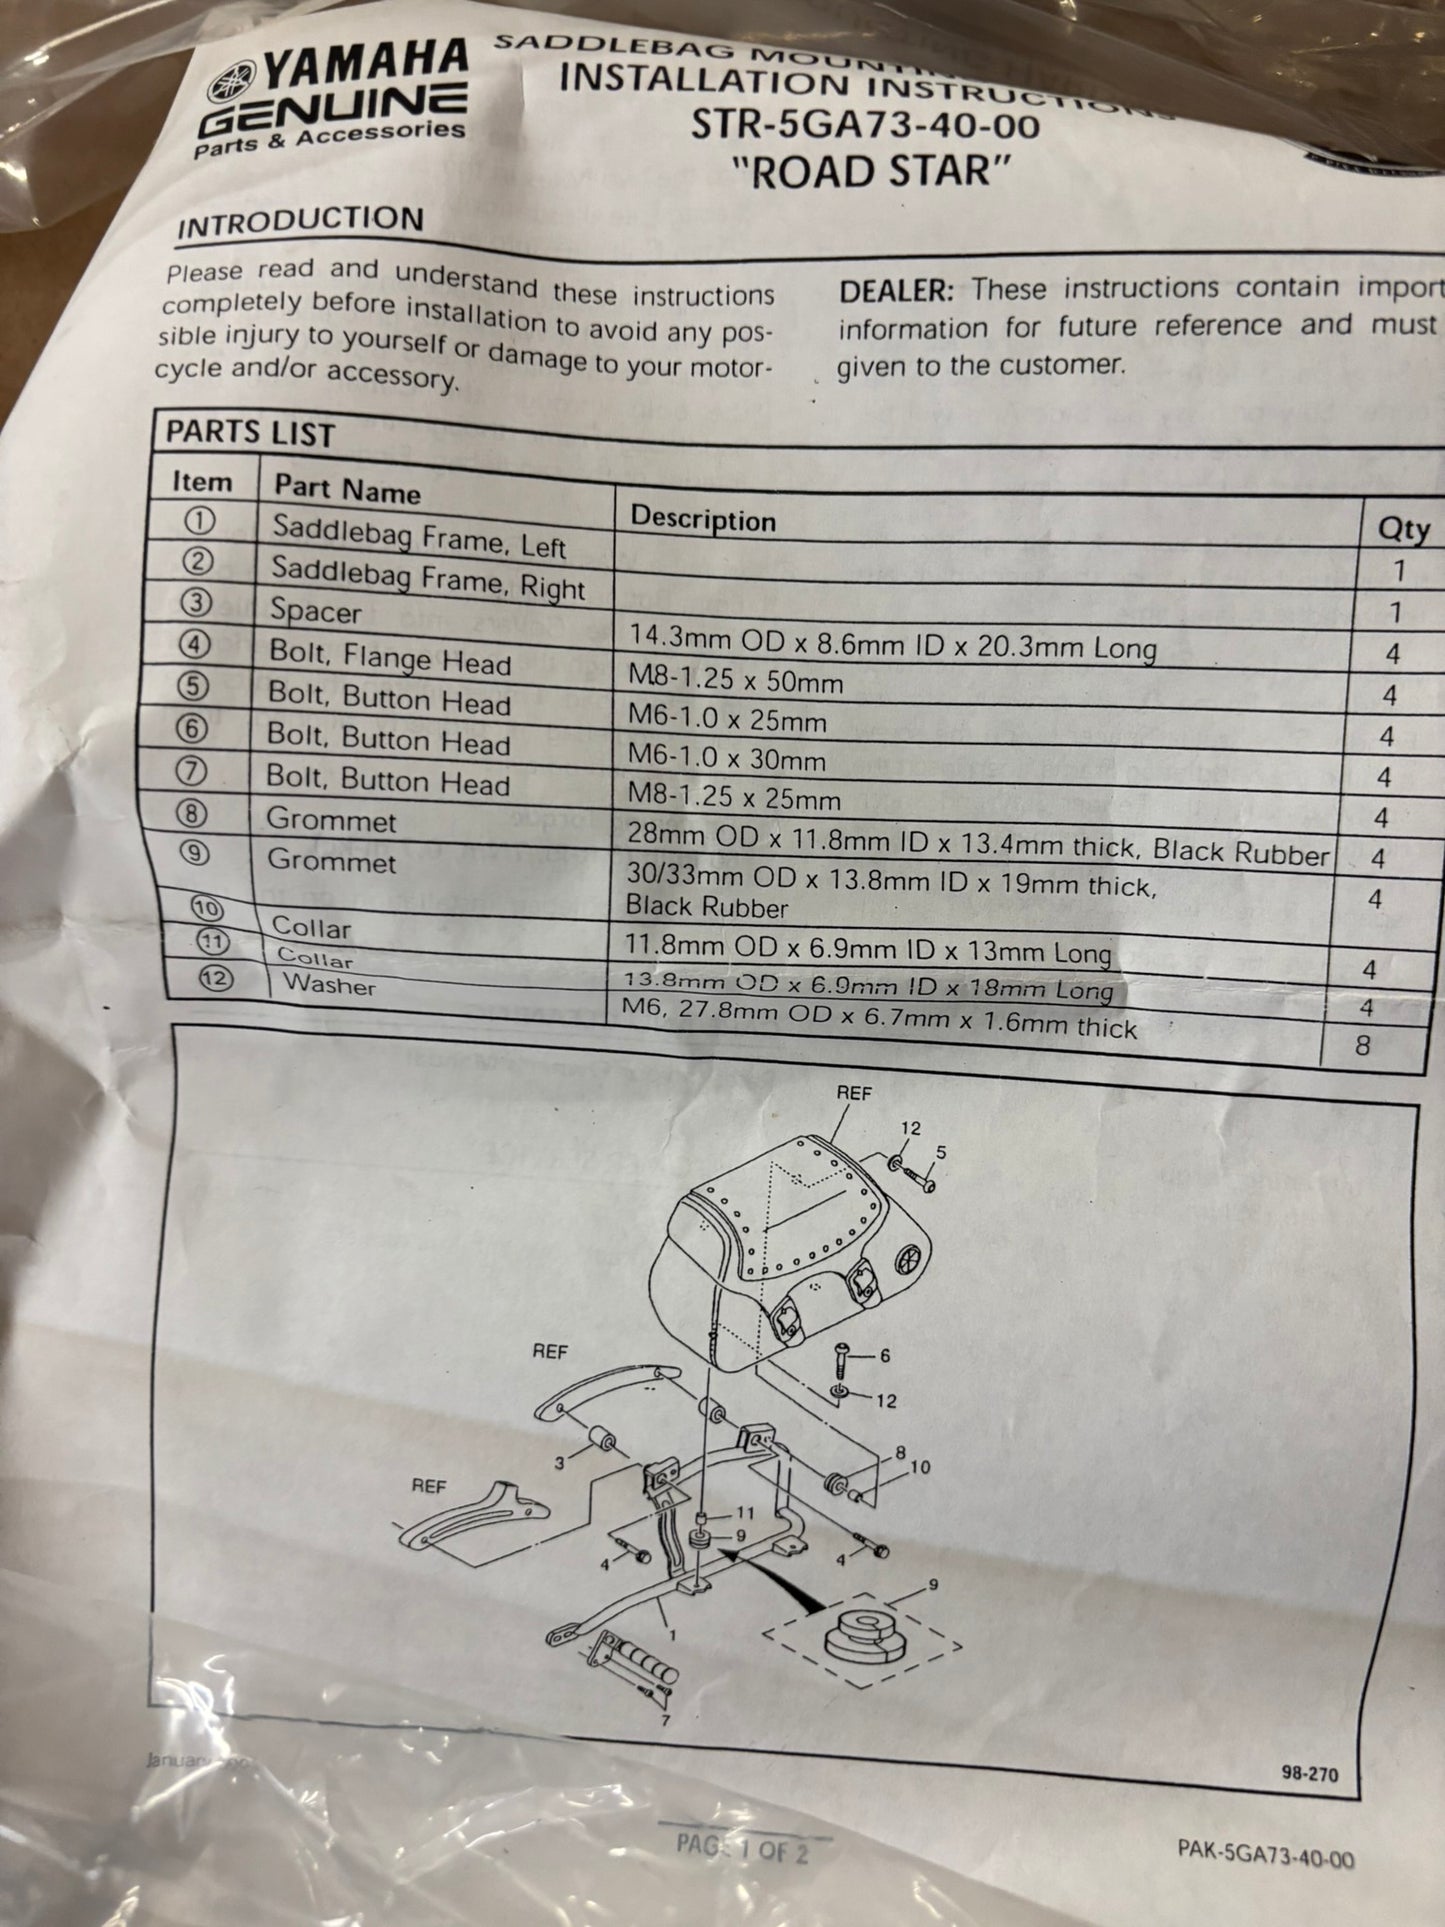 YAMAHA
GENUINE
Parts & Accessories
SADDLEBAG
INSTALLATION INSTRUCTIONS
STR-5GA73-40-00
"ROAD STAR"
INTRODUCTION
Please read and understand these instructions
completely before installation to avoid any pos-
sible injury to yourself or damage to your motor-
cycle and/or accessory.
DEALER: These instructions contain import
information for future reference and must
given to the customer.
PARTS LIST
Item Part Name Description Qty
① Saddlebag Frame, Left 1
② Saddlebag Frame, Right 1
③ Spacer 14.3mm OD x 8.6mm ID x 20.3mm Long 4
④ Bolt, Flange Head M8-1.25 x 50mm 4
⑤ Bolt, Button Head M6-1.0 x 25mm 4
⑥ Bolt, Button Head M6-1.0 x 30mm 4
⑦ Bolt, Button Head M8-1.25 x 25mm 4
⑧ Grommet 28mm OD x 11.8mm ID x 13.4mm thick, Black Rubber 4
⑨ Grommet 30/33mm OD x 13.8mm ID x 19mm thick, 4
Black Rubber
⑩ Collar 11.8mm OD x 6.9mm ID x 13mm Long 4
⑪ Collar 13.8mm OD x 6.9mm ID x 18mm Long 4
⑫ Washer M6, 27.8mm OD x 6.7mm x 1.6mm thick 8
REF
12
5
REF
6
12
3
8
10
REF
11
9
4
4
9
1
7
98-270
January
PAGE 1 OF 2
PAK-5GA73-40-00